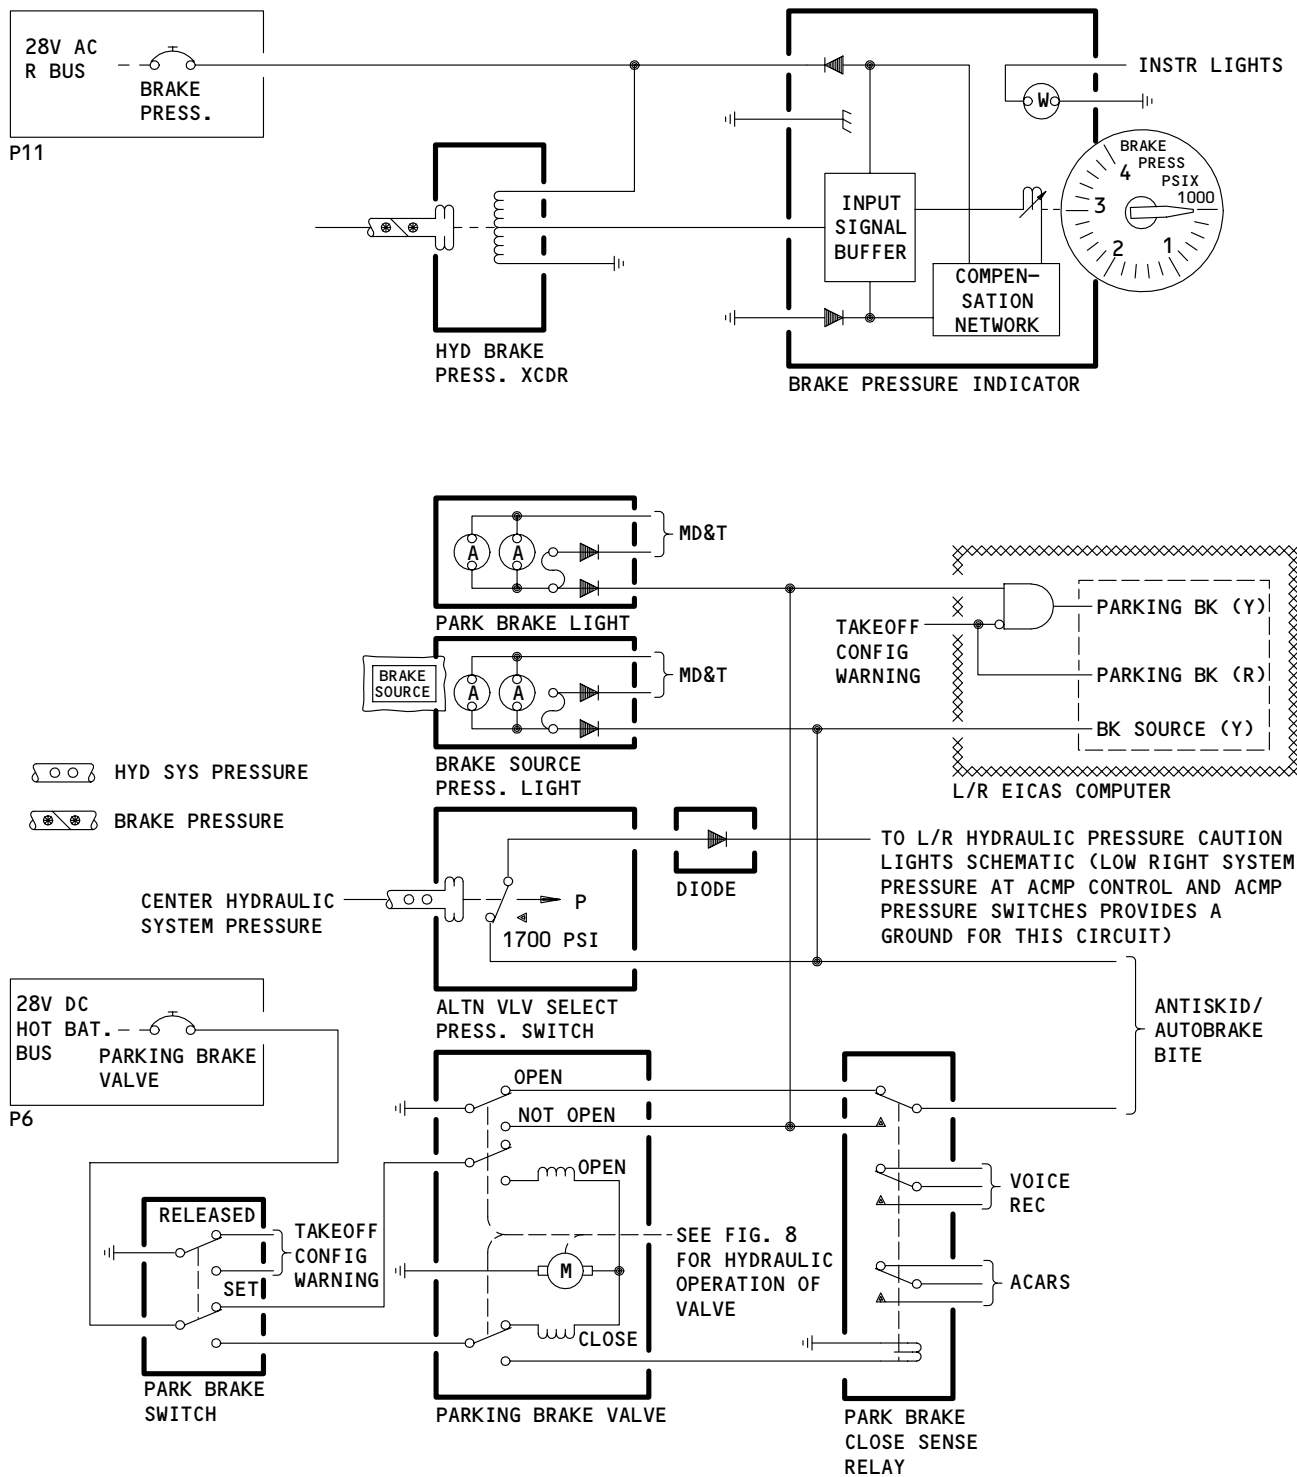 28V AC
R BUS
BRAKE
PRESS.
P11
INSTR LIGHTS
W
BRAKE
PRESS
PSIX
1000
4
3
2
1
INPUT
SIGNAL
BUFFER
COMPEN-
SATION
NETWORK
HYD BRAKE
PRESS. XCDR
BRAKE PRESSURE INDICATOR
A A
MD&T
PARK BRAKE LIGHT
BRAKE
SOURCE
A A
MD&T
BRAKE SOURCE
PRESS. LIGHT
TAKEOFF
CONFIG
WARNING
PARKING BK (Y)
PARKING BK (R)
BK SOURCE (Y)
L/R EICAS COMPUTER
HYD SYS PRESSURE
BRAKE PRESSURE
CENTER HYDRAULIC
SYSTEM PRESSURE
P
1700 PSI
ALTN VLV SELECT
PRESS. SWITCH
DIODE
TO L/R HYDRAULIC PRESSURE CAUTION
LIGHTS SCHEMATIC (LOW RIGHT SYSTEM
PRESSURE AT ACMP CONTROL AND ACMP
PRESSURE SWITCHES PROVIDES A
GROUND FOR THIS CIRCUIT)
ANTISKID/
AUTOBRAKE
BITE
28V DC
HOT BAT.
BUS
PARKING BRAKE
VALVE
P6
RELEASED
SET
TAKEOFF
CONFIG
WARNING
PARK BRAKE
SWITCH
OPEN
NOT OPEN
OPEN
M
CLOSE
PARKING BRAKE VALVE
SEE FIG. 8
FOR HYDRAULIC
OPERATION OF
VALVE
VOICE
REC
ACARS
PARK BRAKE
CLOSE SENSE
RELAY